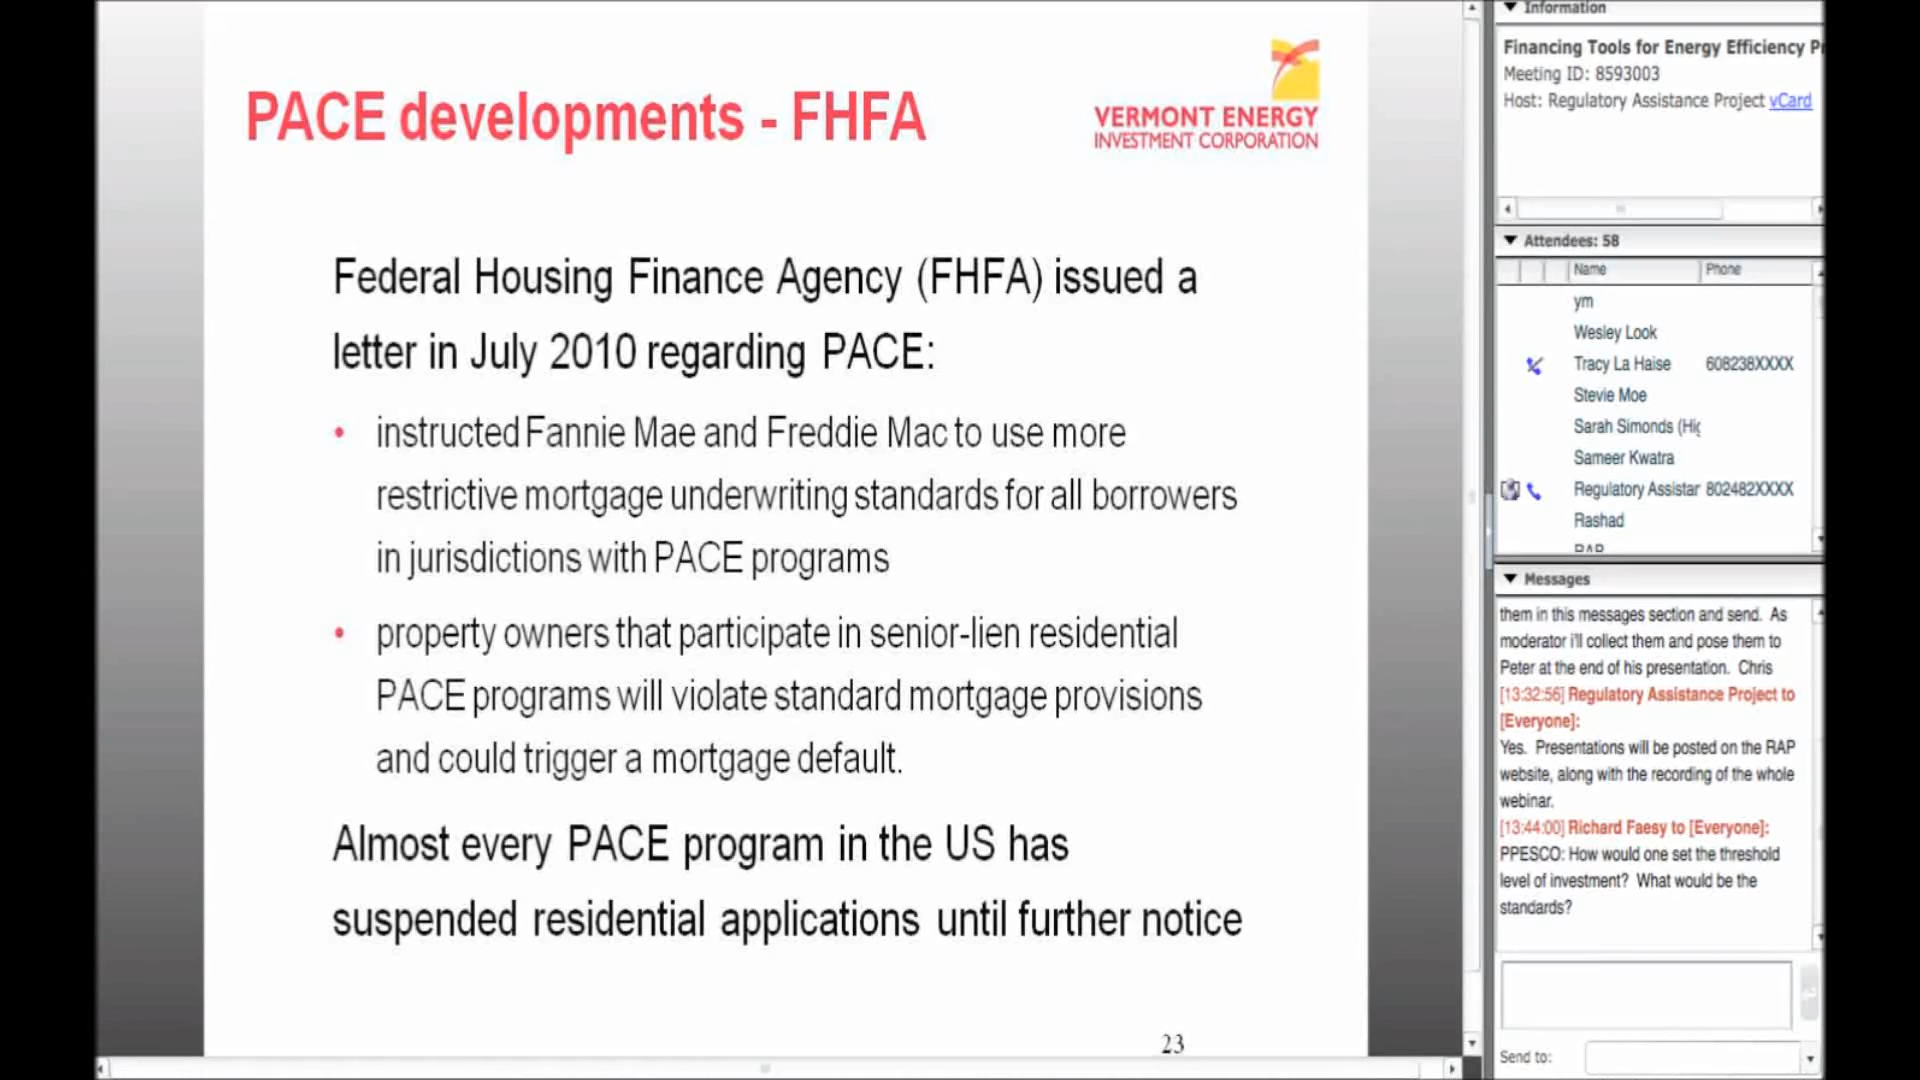 PACE developments - FHFA
VERMONT ENERGY
INVESTMENT CORPORATION
Federal Housing Finance Agency (FHFA) issued a
letter in July 2010 regarding PACE:
• instructed Fannie Mae and Freddie Mac to use more
restrictive mortgage underwriting standards for all borrowers
in jurisdictions with PACE programs
• property owners that participate in senior-lien residential
PACE programs will violate standard mortgage provisions
and could trigger a mortgage default.
Almost every PACE program in the US has
suspended residential applications until further notice
23
Information
Financing Tools for Energy Efficiency Pr
Meeting ID: 8593003
Host: Regulatory Assistance Project vCard
Attendees: 58
Name Phone
ym
Wesley Look
Tracy La Haise 608238XXXX
Stevie Moe
Sarah Simonds (Hig
Sameer Kwatra
Regulatory Assistar 802482XXXX
Rashad
RAP
Messages
them in this messages section and send. As
moderator i'll collect them and pose them to
Peter at the end of his presentation. Chris
[13:32:56] Regulatory Assistance Project to
[Everyone]:
Yes. Presentations will be posted on the RAP
website, along with the recording of the whole
webinar.
[13:44:00] Richard Faesy to [Everyone]:
PPESCO: How would one set the threshold
level of investment? What would be the
standards?
Send to: